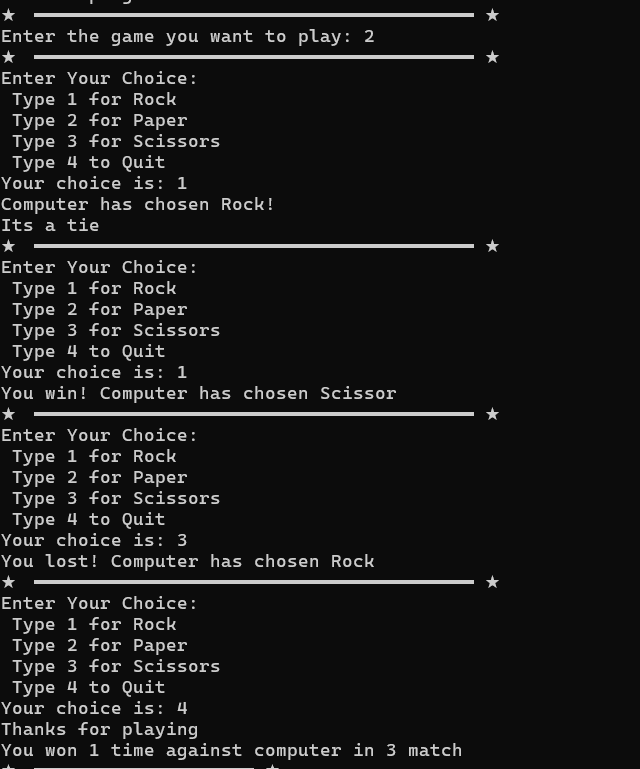 Enter the game you want to play: 2
Enter Your Choice:
Type 1 for Rock
Type 2 for Paper
Type 3 for Scissors
Type 4 to Quit
Your choice is: 1
Computer has chosen Rock!
Its a tie
Enter Your Choice:
Type 1 for Rock
Type 2 for Paper
Type 3 for Scissors
Type 4 to Quit
Your choice is: 1
You win! Computer has chosen Scissor
Enter Your Choice:
Type 1 for Rock
Type 2 for Paper
Type 3 for Scissors
Type 4 to Quit
Your choice is: 3
You lost! Computer has chosen Rock
Enter Your Choice:
Type 1 for Rock
Type 2 for Paper
Type 3 for Scissors
Type 4 to Quit
Your choice is: 4
Thanks for playing
You won 1 time against computer in 3 match